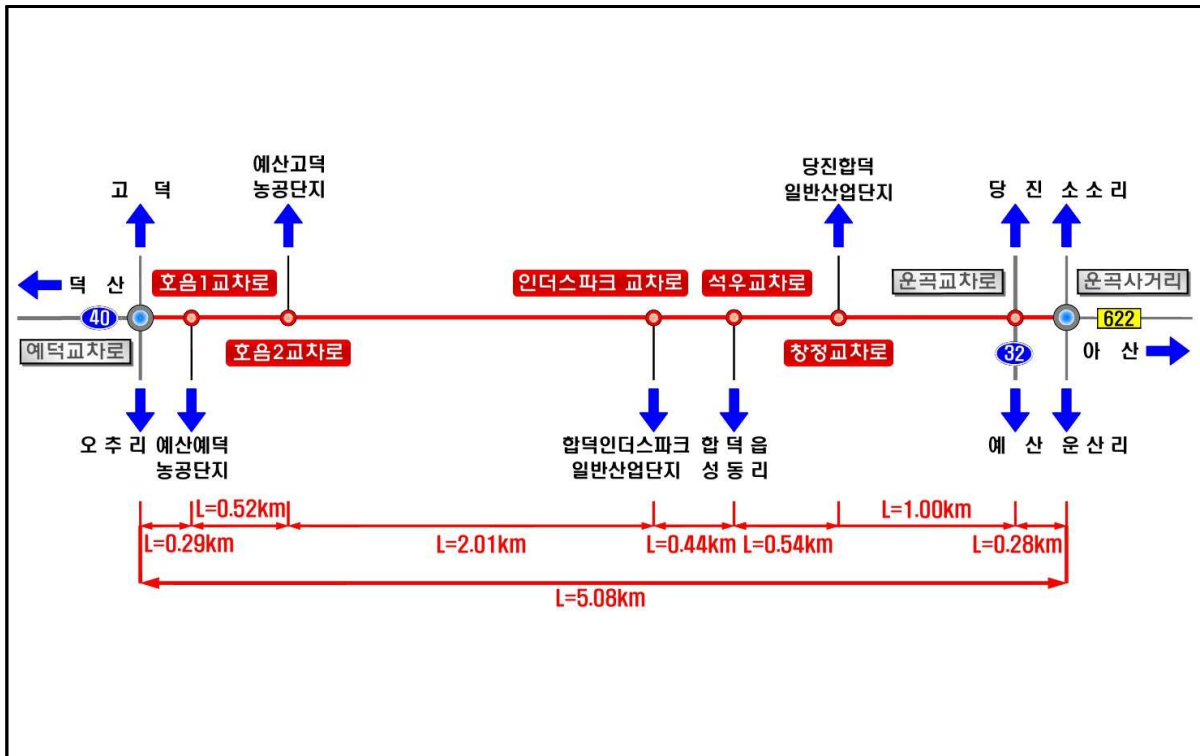 예산고덕
농공단지
당진합덕
일반산업단지
고 덕
당 진
소소리
덕 산
호음1교차로
인더스파크 교차로
석우교차로
운곡교차로
운곡사거리
40
622
예덕교차로
호음2교차로
창정교차로
32
아 산
오추리
예산예덕
농공단지
합덕인더스파크
일반산업단지
합덕읍
성동리
예 산
운산리
L=0.52km
L=1.00km
L=0.29km
L=2.01km
L=0.44km
L=0.54km
L=0.28km
L=5.08km